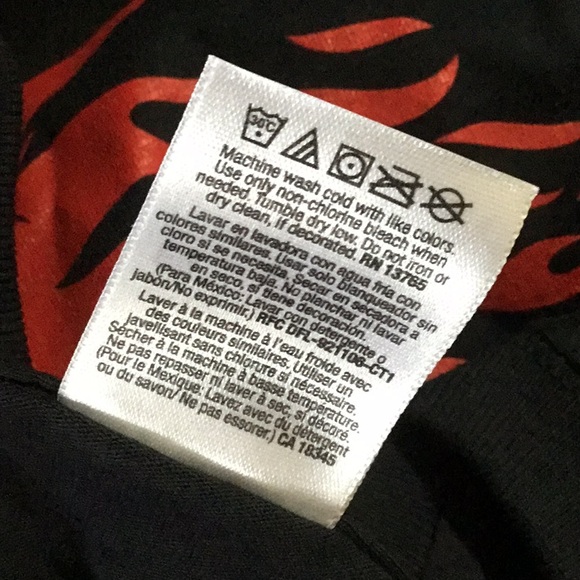 30°C
Machine wash cold with like colors.
Use only non-chlorine bleach when
needed. Tumble dry low. Do not iron or
dry clean, if decorated. RN 13765
Lavar en lavadora con agua fría con
colores similares. Usar solo blanqueador sin
cloro si se necesita. Secar en secadora a
temperatura baja. No planchar ni lavar
en seco, si tiene decoración.
(Para México: Lavar con detergente o
jabón/No exprimir.) RFC DFL-921106-CT1
Laver à la machine à l'eau froide avec
des couleurs similaires. Utiliser un
javellisant sans chlorure si nécessaire.
Sécher à la machine à basse température.
Ne pas repasser ni laver à sec, si décoré.
(Pour le Mexique: Lavez avec du détergent
ou du savon/ Ne pas essorer.) CA 18345